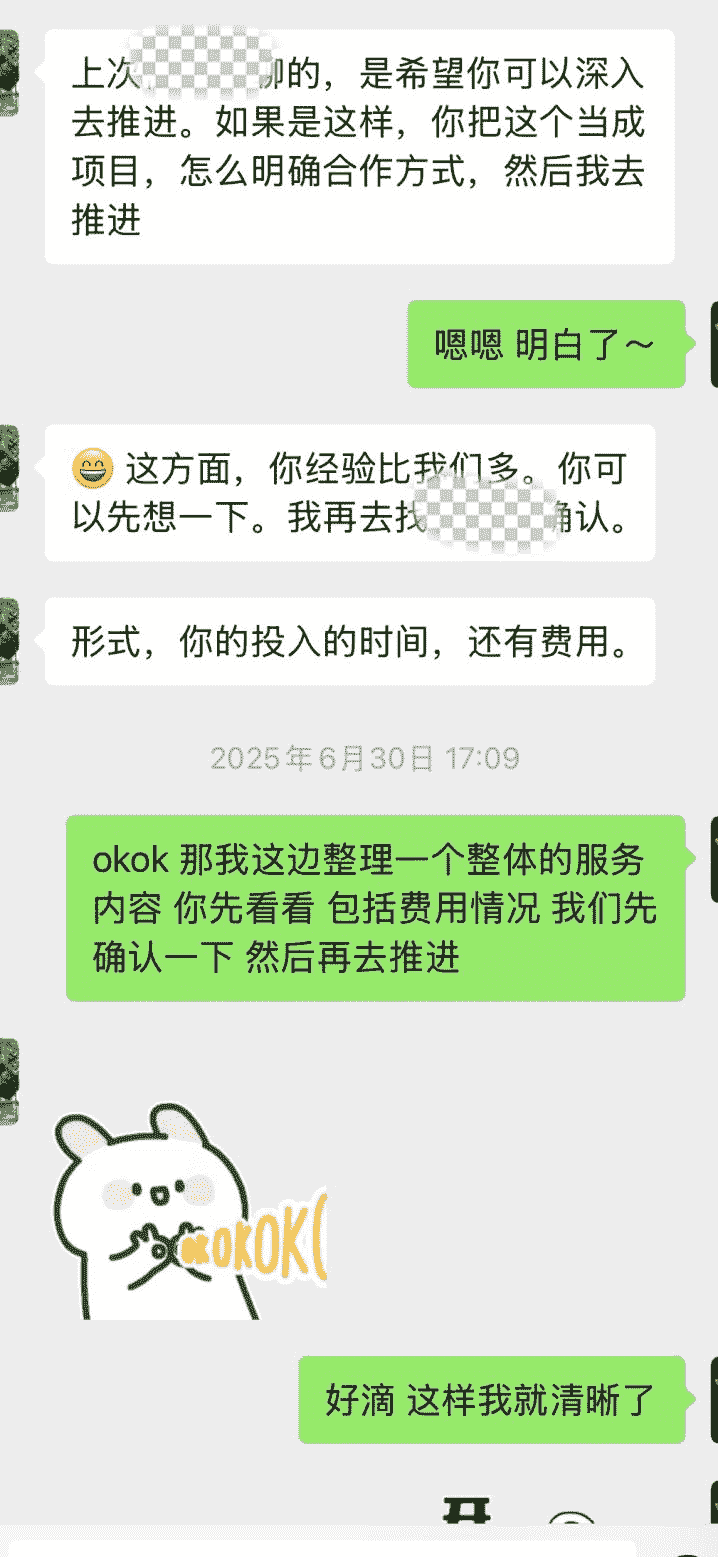 上次聊的，是希望你可以深入
去推进。如果是这样，你把这个当成
项目，怎么明确合作方式，然后我去
推进
嗯嗯 明白了～
😄 这方面，你经验比我们多。你可
以先想一下。我再去找确认。
形式，你的投入的时间，还有费用。
2025年6月30日 17:09
okok 那我这边整理一个整体的服务
内容 你先看看 包括费用情况 我们先
确认一下 然后再去推进
OKOKOK
好滴 这样我就清晰了